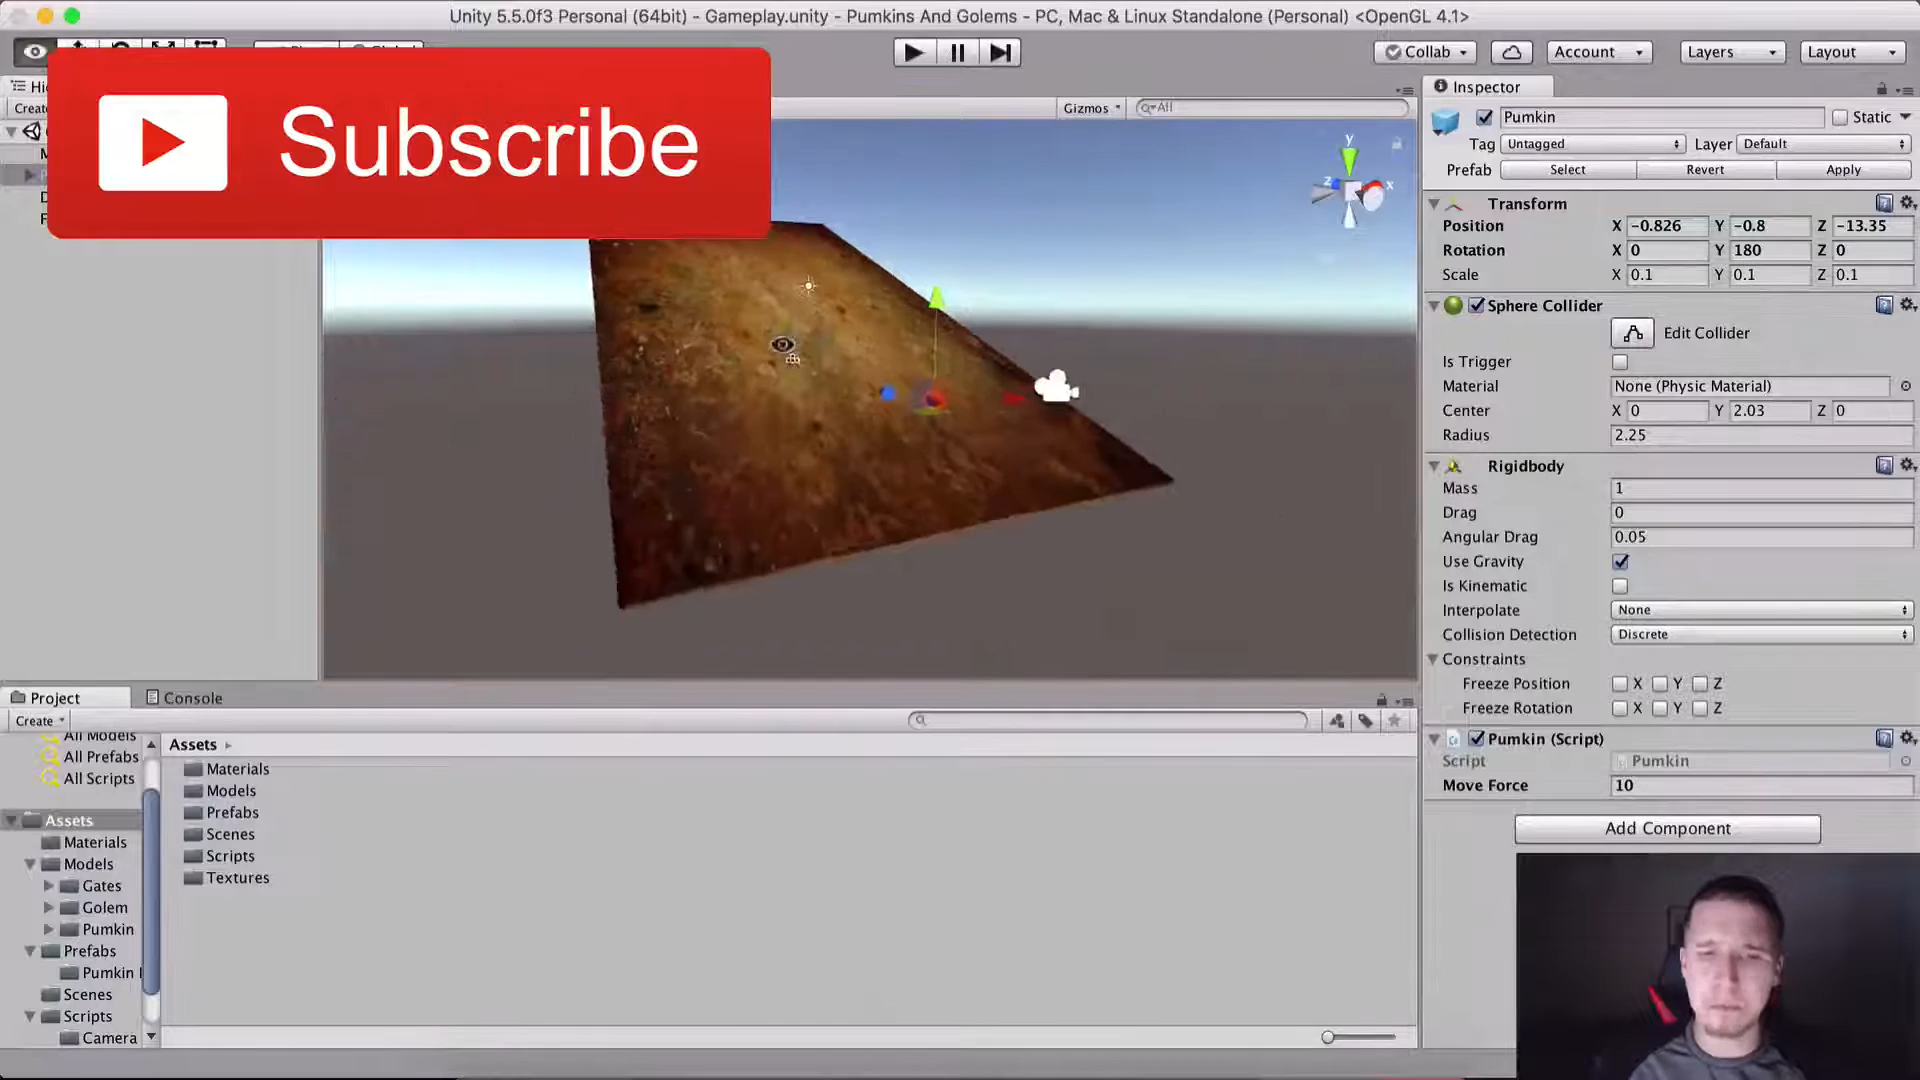 Unity 5.5.0f3 Personal (64bit) - Gameplay.unity - Pumkins And Golems - PC, Mac & Linux Standalone (Personal) <OpenGL 4.1>
Collab Account Layers Layout
Subscribe
Gizmos All
y
z x
Inspector
Pumkin Static
Tag Untagged Layer Default
Prefab Select Revert Apply
Transform
Position X -0.826 Y -0.8 Z -13.35
Rotation X 0 Y 180 Z 0
Scale X 0.1 Y 0.1 Z 0.1
Sphere Collider
Edit Collider
Is Trigger
Material None (Physic Material)
Center X 0 Y 2.03 Z 0
Radius 2.25
Rigidbody
Mass 1
Drag 0
Angular Drag 0.05
Use Gravity
Is Kinematic
Interpolate None
Collision Detection Discrete
Constraints
Freeze Position X Y Z
Freeze Rotation X Y Z
Pumkin (Script)
Script Pumkin
Move Force 10
Add Component
Project Console
Create
All Models
All Prefabs
All Scripts
Assets
Materials
Models
Gates
Golem
Pumkin
Prefabs
Pumkin
Scenes
Scripts
Camera
Assets
Materials
Models
Prefabs
Scenes
Scripts
Textures